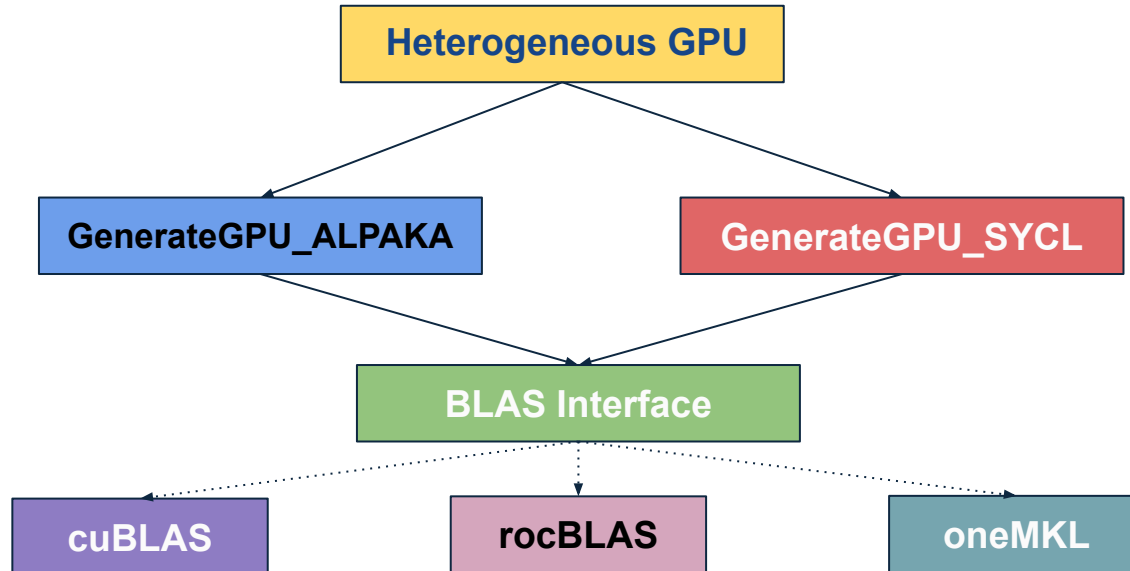 Heterogeneous GPU
GenerateGPU_ALPAKA
GenerateGPU_SYCL
BLAS Interface
cuBLAS
rocBLAS
oneMKL